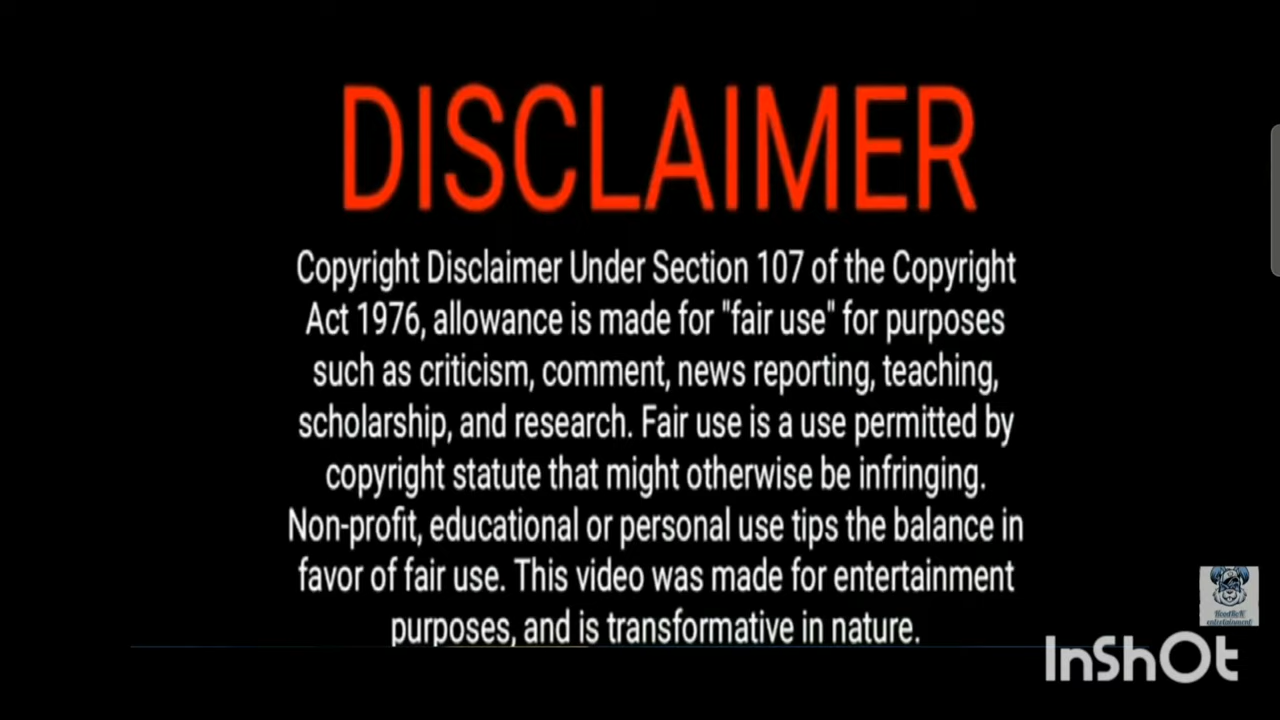 DISCLAIMER
Copyright Disclaimer Under Section 107 of the Copyright
Act 1976, allowance is made for "fair use" for purposes
such as criticism, comment, news reporting, teaching,
scholarship, and research. Fair use is a use permitted by
copyright statute that might otherwise be infringing.
Non-profit, educational or personal use tips the balance in
favor of fair use. This video was made for entertainment
purposes, and is transformative in nature.
entertainment
InShOt